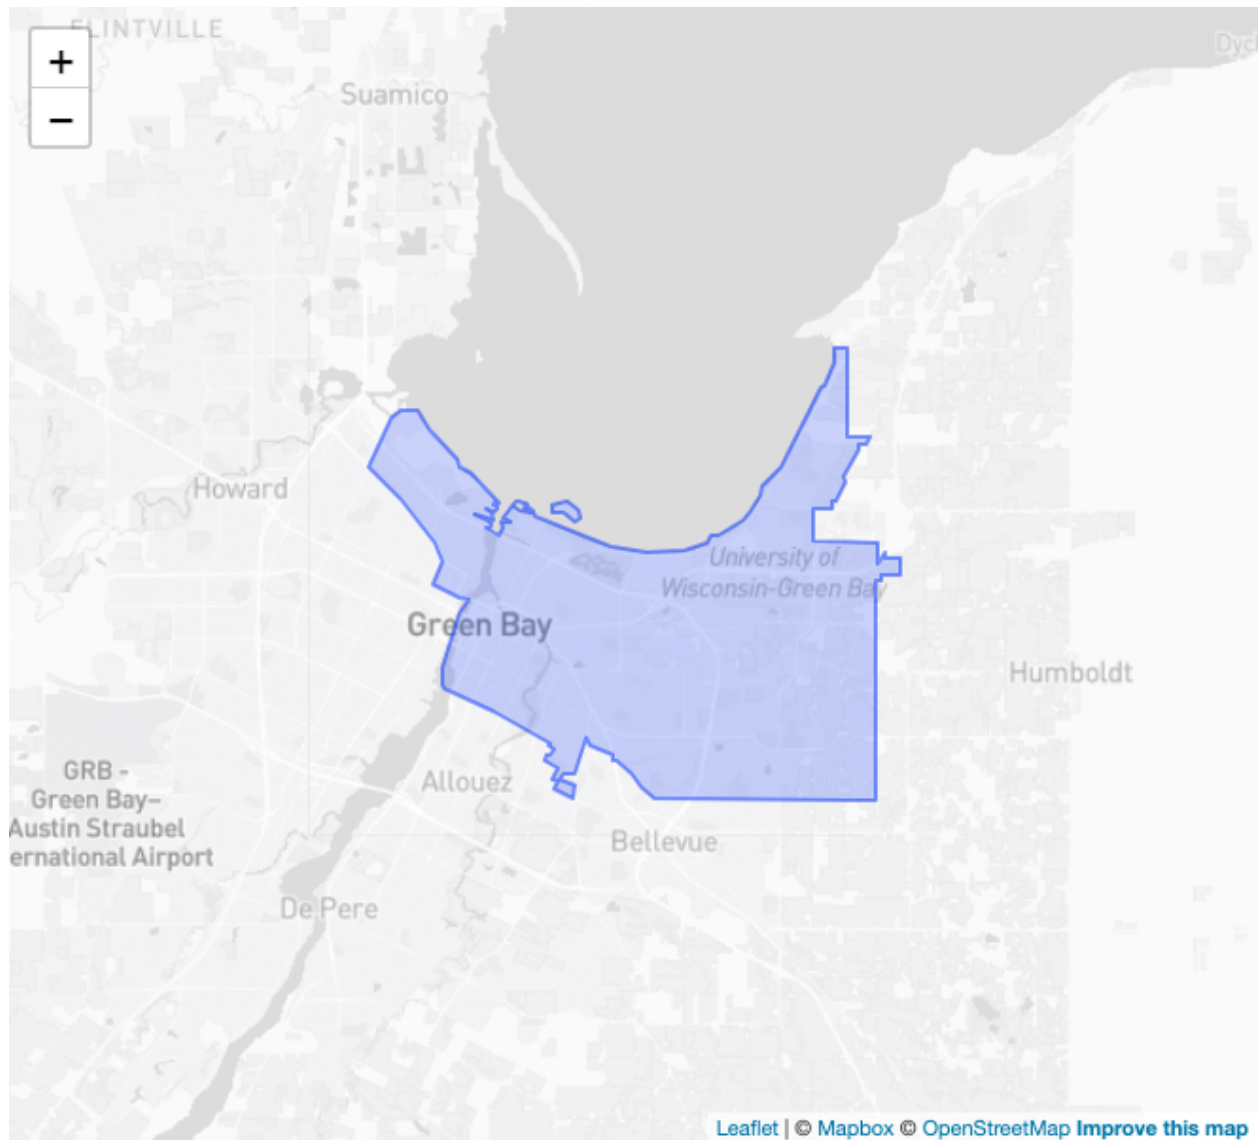 FLINTVILLE
+
−
Suamico
Howard
University of
Wisconsin-Green Bay
Green Bay
Humboldt
GRB -
Green Bay–
Austin Straubel
ernational Airport
Allouez
Bellevue
De Pere
Leaflet | © Mapbox © OpenStreetMap Improve this map